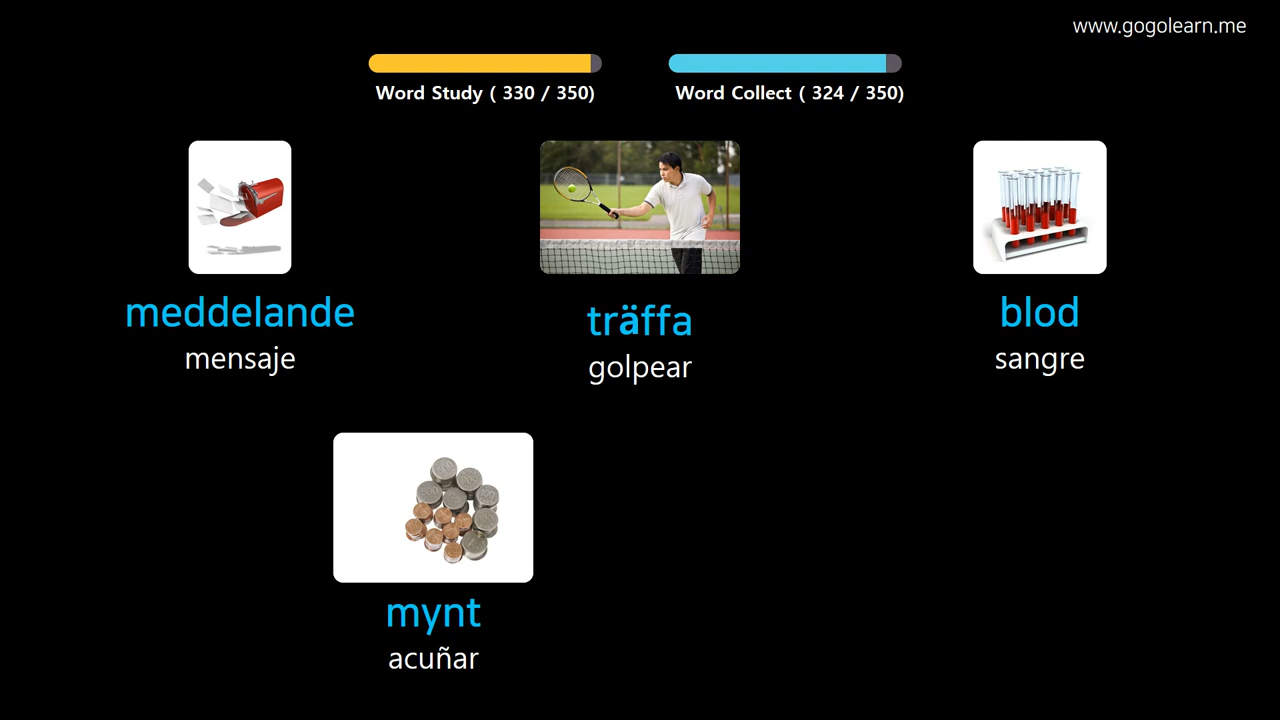 www.gogolearn.me
Word Study ( 330 / 350)
Word Collect ( 324 / 350)
meddelande
mensaje
träffa
golpear
blod
sangre
mynt
acuñar